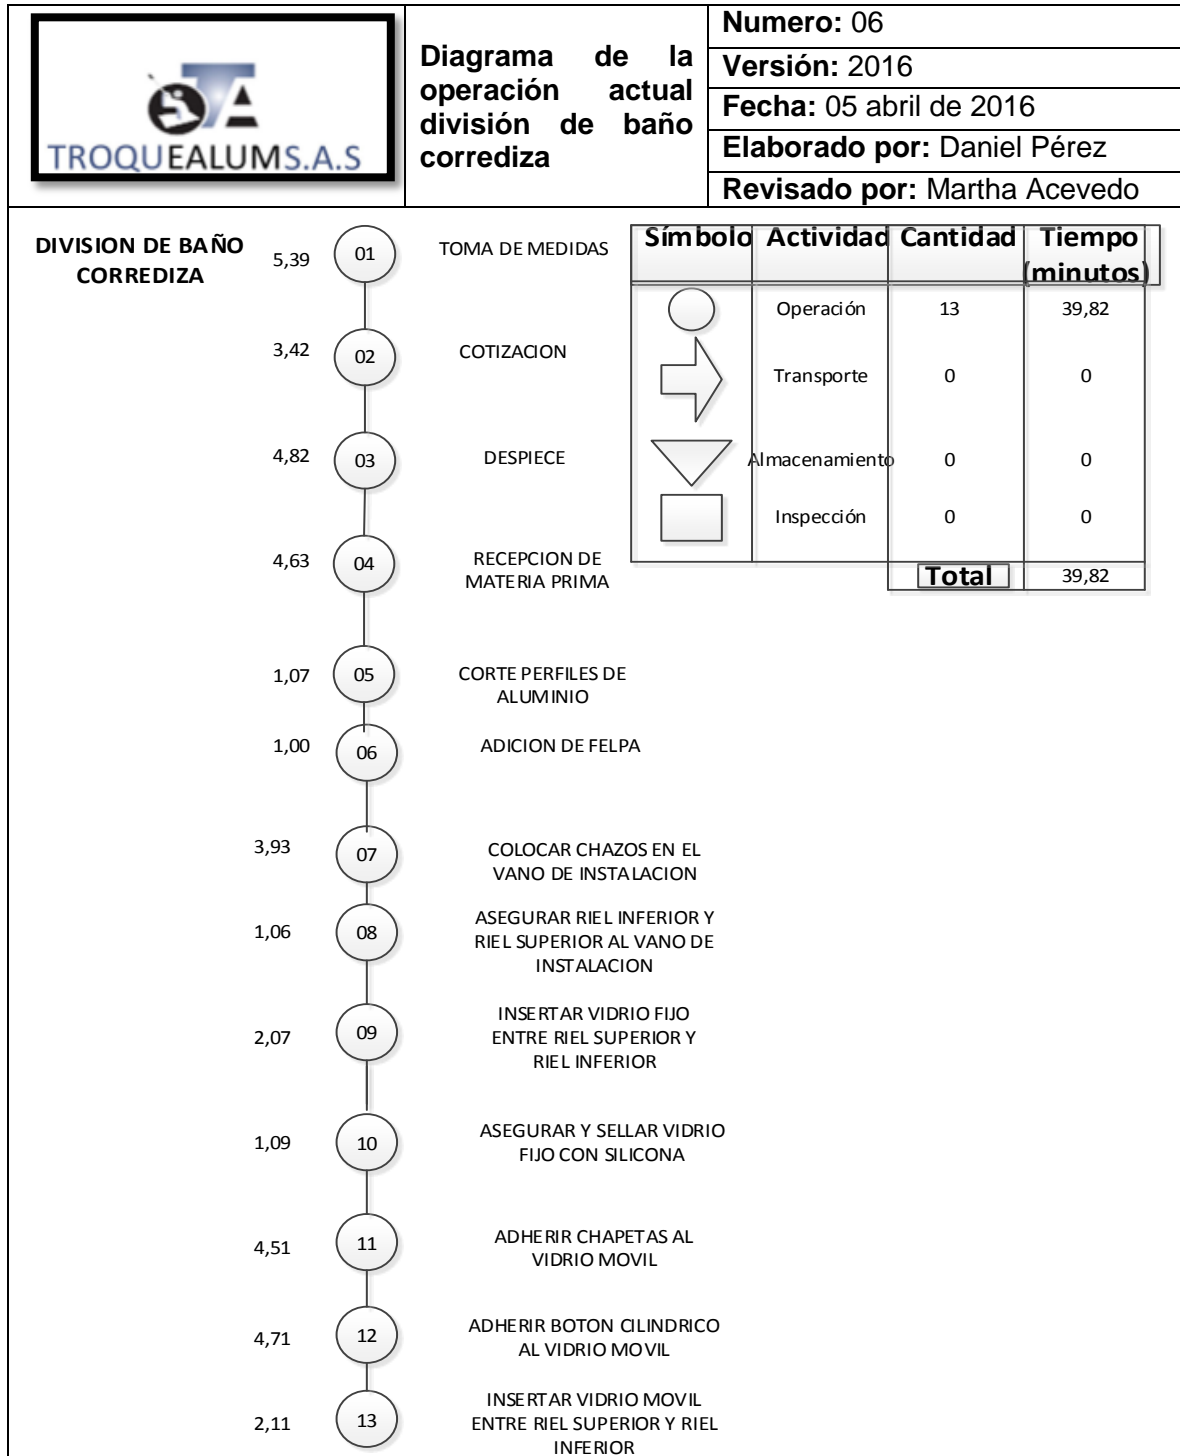 TA
TROQUEALUMS.A.S
Diagrama de la
operación actual
división de baño
corrediza
Numero: 06
Versión: 2016
Fecha: 05 abril de 2016
Elaborado por: Daniel Pérez
Revisado por: Martha Acevedo
DIVISION DE BAÑO
CORREDIZA
5,39 01 TOMA DE MEDIDAS
3,42 02 COTIZACION
4,82 03 DESPIECE
4,63 04 RECEPCION DE
MATERIA PRIMA
1,07 05 CORTE PERFILES DE
ALUMINIO
1,00 06 ADICION DE FELPA
3,93 07 COLOCAR CHAZOS EN EL
VANO DE INSTALACION
1,06 08 ASEGURAR RIEL INFERIOR Y
RIEL SUPERIOR AL VANO DE
INSTALACION
2,07 09 INSERTAR VIDRIO FIJO
ENTRE RIEL SUPERIOR Y
RIEL INFERIOR
1,09 10 ASEGURAR Y SELLAR VIDRIO
FIJO CON SILICONA
4,51 11 ADHERIR CHAPETAS AL
VIDRIO MOVIL
4,71 12 ADHERIR BOTON CILINDRICO
AL VIDRIO MOVIL
2,11 13 INSERTAR VIDRIO MOVIL
ENTRE RIEL SUPERIOR Y RIEL
INFERIOR
Símbolo Actividad Cantidad Tiempo
(minutos)
Operación 13 39,82
Transporte 0 0
Almacenamiento 0 0
Inspección 0 0
Total 39,82